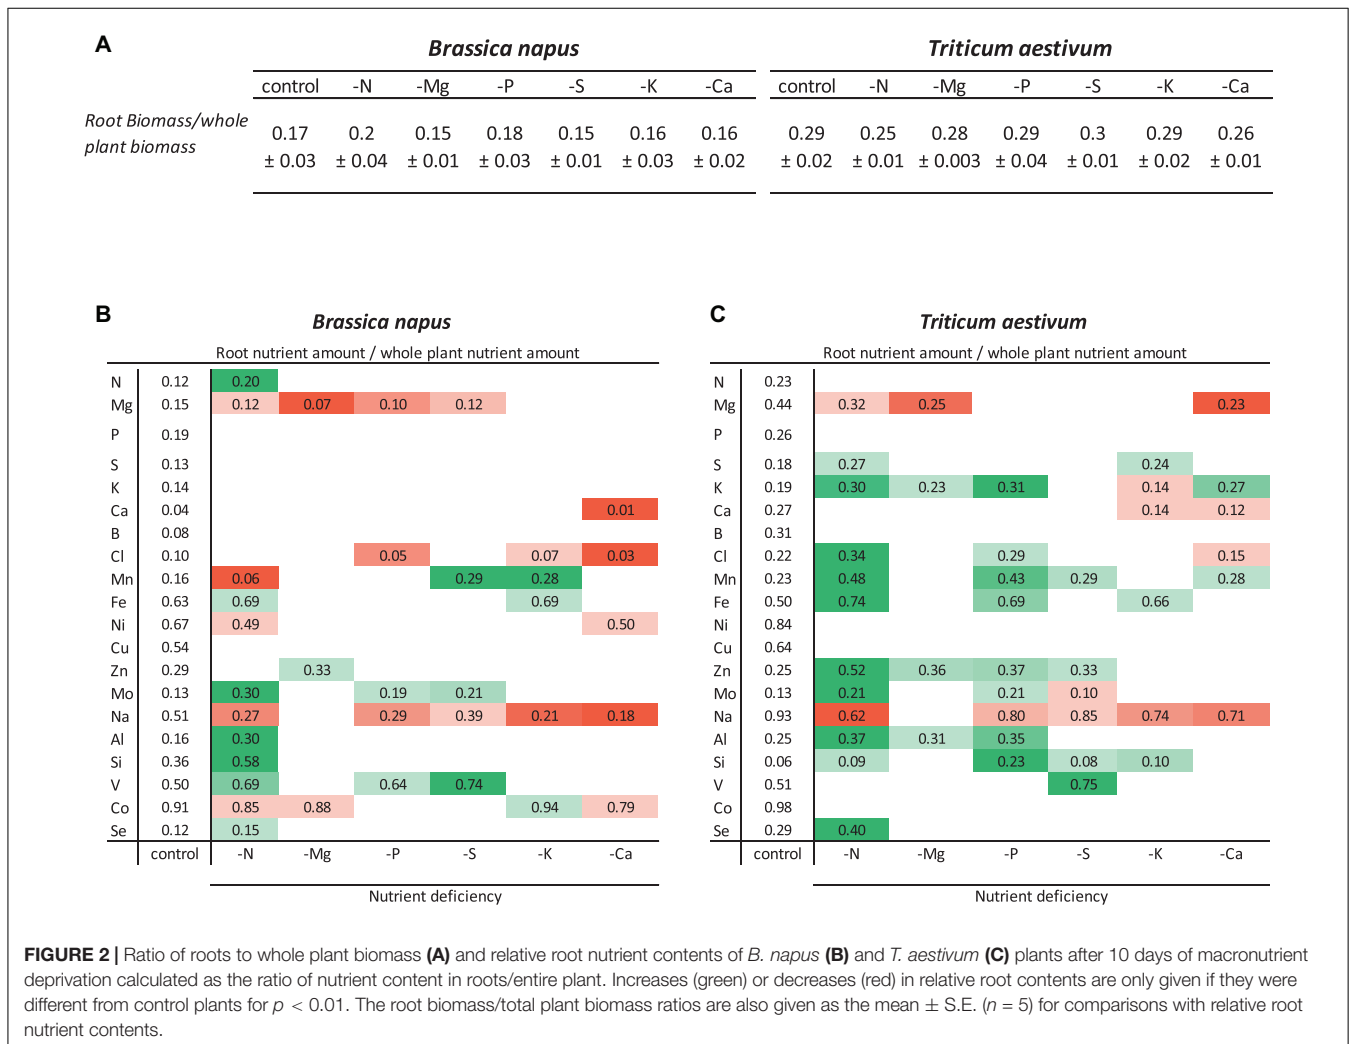 A
Brassica napus Triticum aestivum
control -N -Mg -P -S -K -Ca control -N -Mg -P -S -K -Ca
Root Biomass/whole
plant biomass
0.17 0.2 0.15 0.18 0.15 0.16 0.16 0.29 0.25 0.28 0.29 0.3 0.29 0.26
± 0.03 ± 0.04 ± 0.01 ± 0.03 ± 0.01 ± 0.03 ± 0.02 ± 0.02 ± 0.01 ± 0.003 ± 0.04 ± 0.01 ± 0.02 ± 0.01
B
Brassica napus
Root nutrient amount / whole plant nutrient amount
N 0.12 0.20
Mg 0.15 0.12 0.07 0.10 0.12
P 0.19
S 0.13
K 0.14
Ca 0.04 0.01
B 0.08
Cl 0.10 0.05 0.07 0.03
Mn 0.16 0.06 0.29 0.28
Fe 0.63 0.69 0.69
Ni 0.67 0.49 0.50
Cu 0.54
Zn 0.29 0.33
Mo 0.13 0.30 0.19 0.21
Na 0.51 0.27 0.29 0.39 0.21 0.18
Al 0.16 0.30
Si 0.36 0.58
V 0.50 0.69 0.64 0.74
Co 0.91 0.85 0.88 0.94 0.79
Se 0.12 0.15
control -N -Mg -P -S -K -Ca
Nutrient deficiency
C
Triticum aestivum
Root nutrient amount / whole plant nutrient amount
N 0.23
Mg 0.44 0.32 0.25 0.23
P 0.26
S 0.18 0.27 0.24
K 0.19 0.30 0.23 0.31 0.14 0.27
Ca 0.27 0.14 0.12
B 0.31
Cl 0.22 0.34 0.29 0.15
Mn 0.23 0.48 0.43 0.29 0.28
Fe 0.50 0.74 0.69 0.66
Ni 0.84
Cu 0.64
Zn 0.25 0.52 0.36 0.37 0.33
Mo 0.13 0.21 0.21 0.10
Na 0.93 0.62 0.80 0.85 0.74 0.71
Al 0.25 0.37 0.31 0.35
Si 0.06 0.09 0.23 0.08 0.10
V 0.51 0.75
Co 0.98
Se 0.29 0.40
control -N -Mg -P -S -K -Ca
Nutrient deficiency
FIGURE 2 | Ratio of roots to whole plant biomass (A) and relative root nutrient contents of B. napus (B) and T. aestivum (C) plants after 10 days of macronutrient
deprivation calculated as the ratio of nutrient content in roots/entire plant. Increases (green) or decreases (red) in relative root contents are only given if they were
different from control plants for p < 0.01. The root biomass/total plant biomass ratios are also given as the mean ± S.E. (n = 5) for comparisons with relative root
nutrient contents.